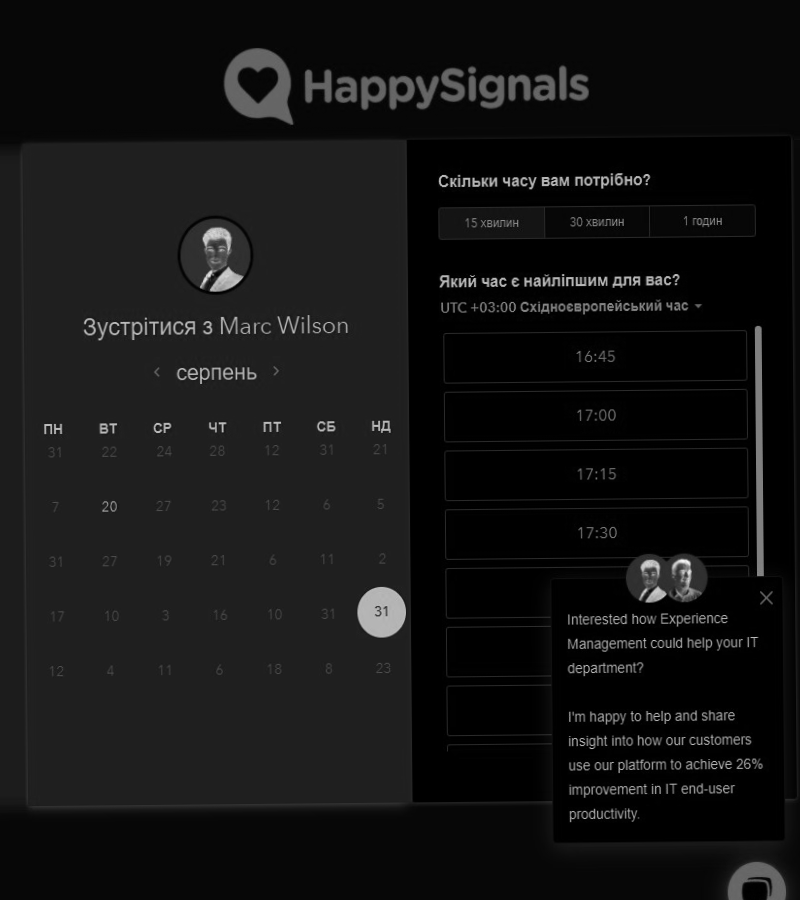 HappySignals
Зустрітися з Marc Wilson
серпень
ПН ВТ СР ЧТ ПТ СБ НД
31 22 24 28 12 31 21
7 20 27 23 12 6 5
31 27 19 21 6 11 2
17 10 3 16 10 31 31
12 4 11 6 18 8 23
Скільки часу вам потрібно?
15 хвилин 30 хвилин 1 годин
Який час є найліпшим для вас?
UTC +03:00 Східноєвропейський час
16:45
17:00
17:15
17:30
Interested how Experience
Management could help your IT
department?
I'm happy to help and share
insight into how our customers
use our platform to achieve 26%
improvement in IT end-user
productivity.